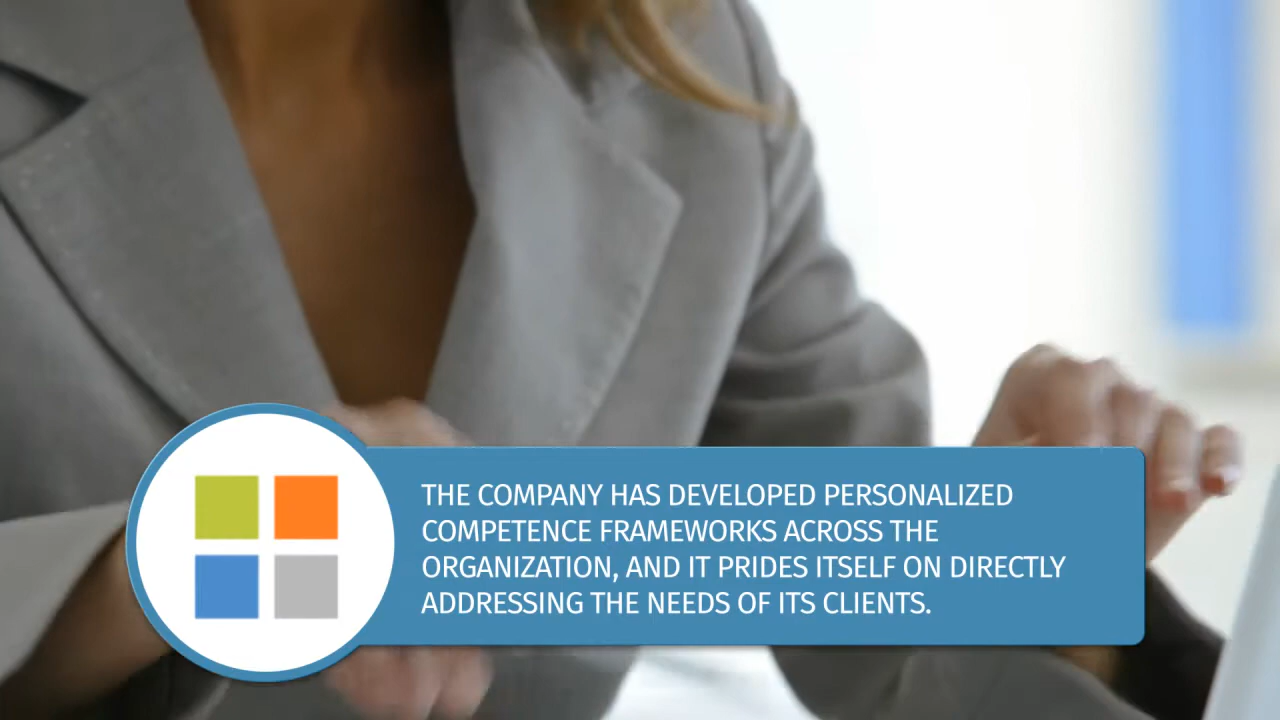 THE COMPANY HAS DEVELOPED PERSONALIZED
COMPETENCE FRAMEWORKS ACROSS THE
ORGANIZATION, AND IT PRIDES ITSELF ON DIRECTLY
ADDRESSING THE NEEDS OF ITS CLIENTS.